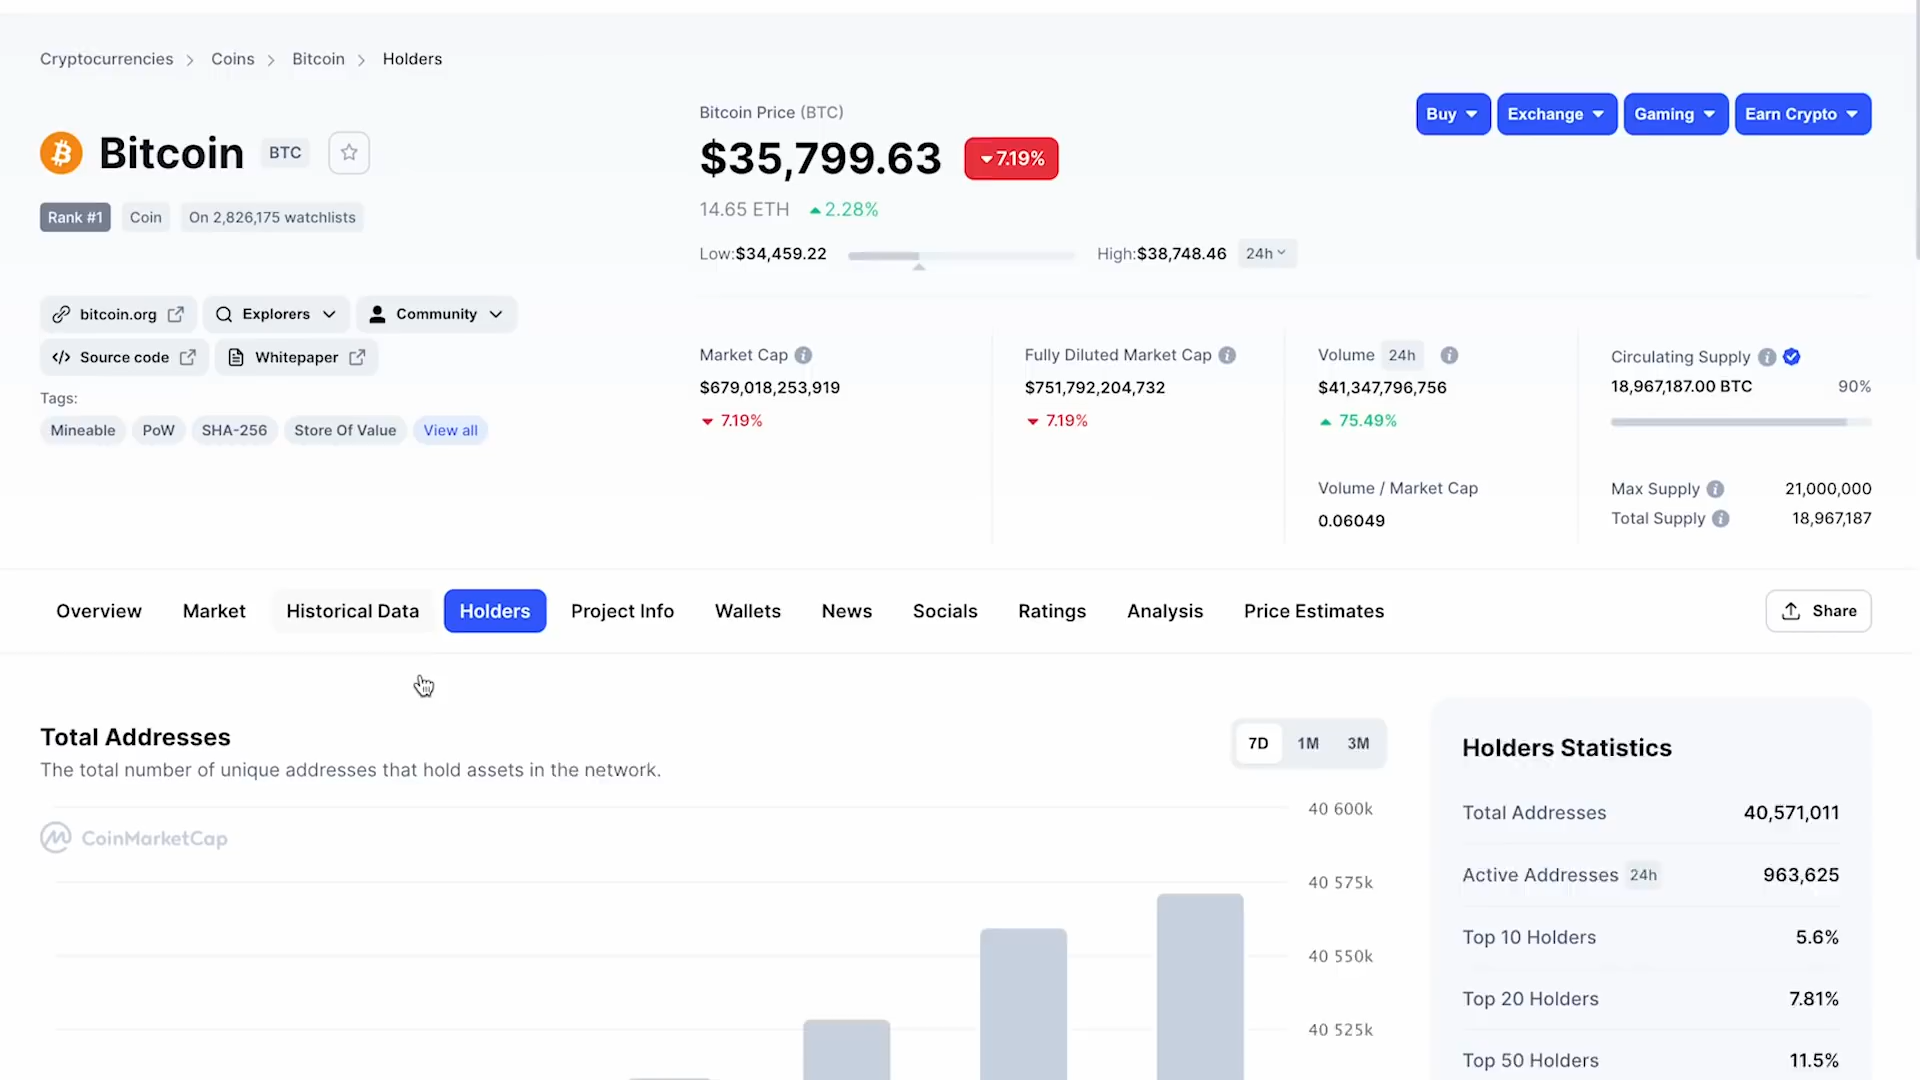 Cryptocurrencies > Coins > Bitcoin > Holders
Bitcoin BTC
Rank #1 Coin On 2,826,175 watchlists
bitcoin.org Explorers Community
Source code Whitepaper
Tags:
Mineable PoW SHA-256 Store Of Value View all
Bitcoin Price (BTC)
$35,799.63 7.19%
14.65 ETH 2.28%
Low:$34,459.22 High:$38,748.46 24h
Buy Exchange Gaming Earn Crypto
Market Cap
$679,018,253,919
7.19%
Fully Diluted Market Cap
$751,792,204,732
7.19%
Volume 24h
$41,347,796,756
75.49%
Volume / Market Cap
0.06049
Circulating Supply
18,967,187.00 BTC 90%
Max Supply 21,000,000
Total Supply 18,967,187
Overview Market Historical Data Holders Project Info Wallets News Socials Ratings Analysis Price Estimates Share
Total Addresses
The total number of unique addresses that hold assets in the network.
7D 1M 3M
CoinMarketCap
40 600k
40 575k
40 550k
40 525k
Holders Statistics
Total Addresses 40,571,011
Active Addresses 24h 963,625
Top 10 Holders 5.6%
Top 20 Holders 7.81%
Top 50 Holders 11.5%